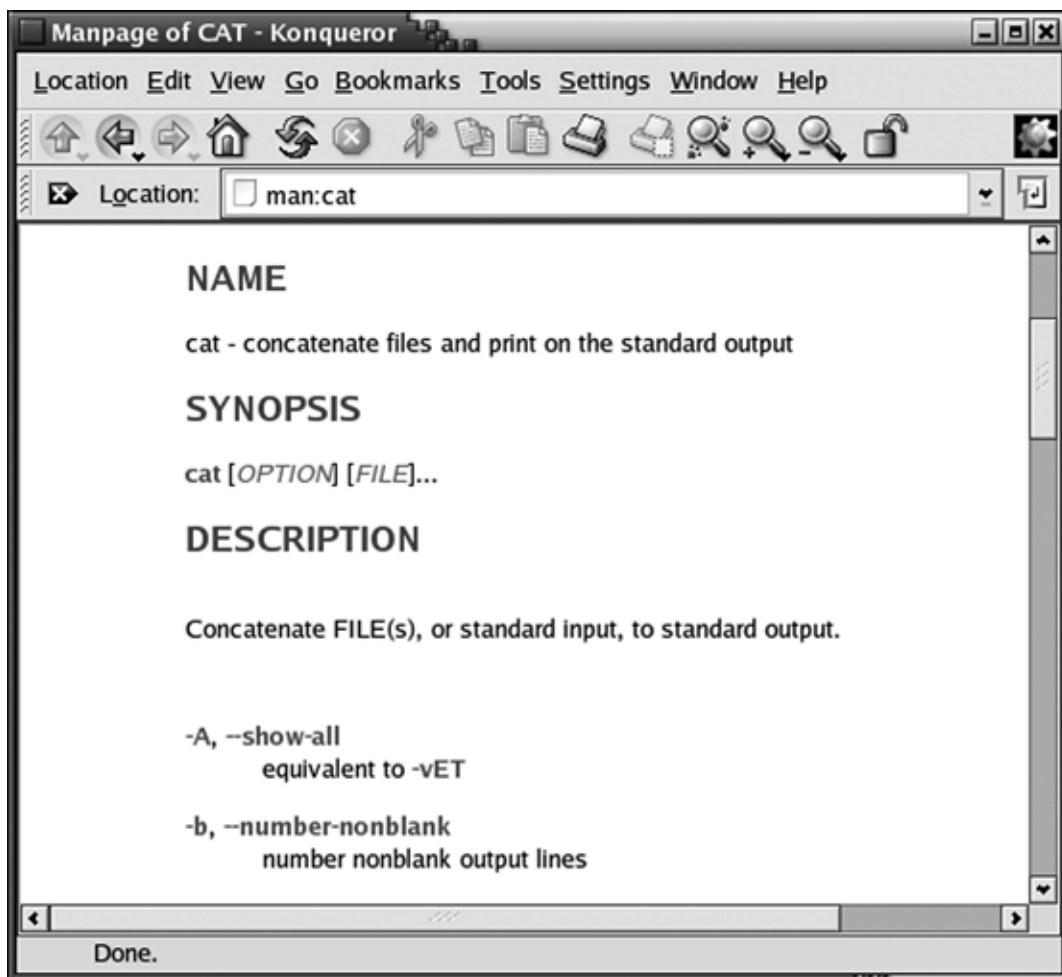 Manpage of CAT - Konqueror
Location Edit View Go Bookmarks Tools Settings Window Help
Location: man:cat
NAME
cat - concatenate files and print on the standard output
SYNOPSIS
cat [OPTION] [FILE]...
DESCRIPTION
Concatenate FILE(s), or standard input, to standard output.
-A, --show-all
equivalent to -vET
-b, --number-nonblank
number nonblank output lines
Done.